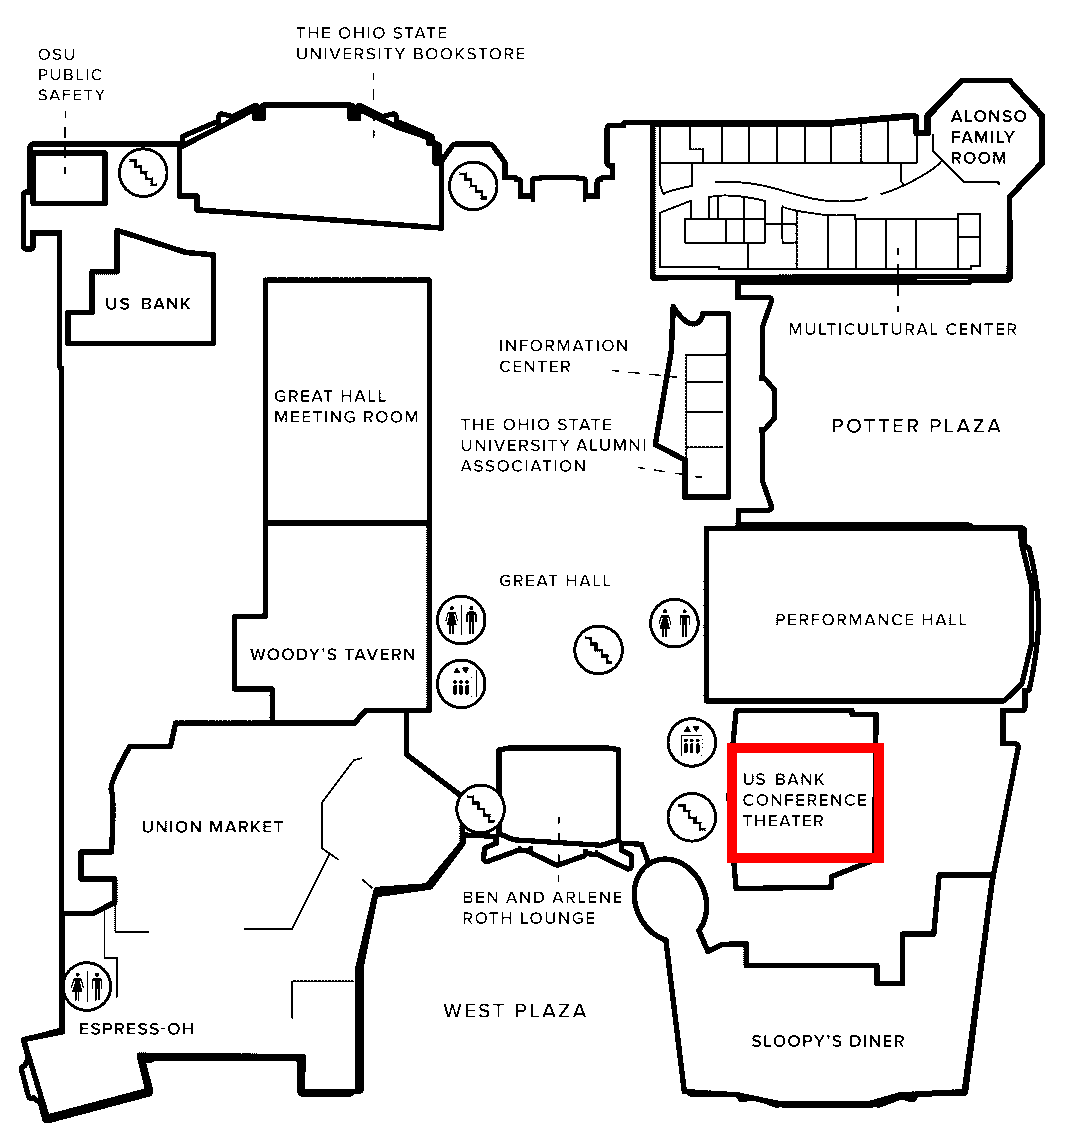 THE OHIO STATE
UNIVERSITY BOOKSTORE
OSU
PUBLIC
SAFETY
ALONSO
FAMILY
ROOM
US BANK
MULTICULTURAL CENTER
INFORMATION
CENTER
GREAT HALL
MEETING ROOM
THE OHIO STATE
UNIVERSITY ALUMNI
ASSOCIATION
POTTER PLAZA
GREAT HALL
PERFORMANCE HALL
WOODY'S TAVERN
US BANK
CONFERENCE
THEATER
UNION MARKET
BEN AND ARLENE
ROTH LOUNGE
WEST PLAZA
ESPRESS-OH
SLOOPY'S DINER